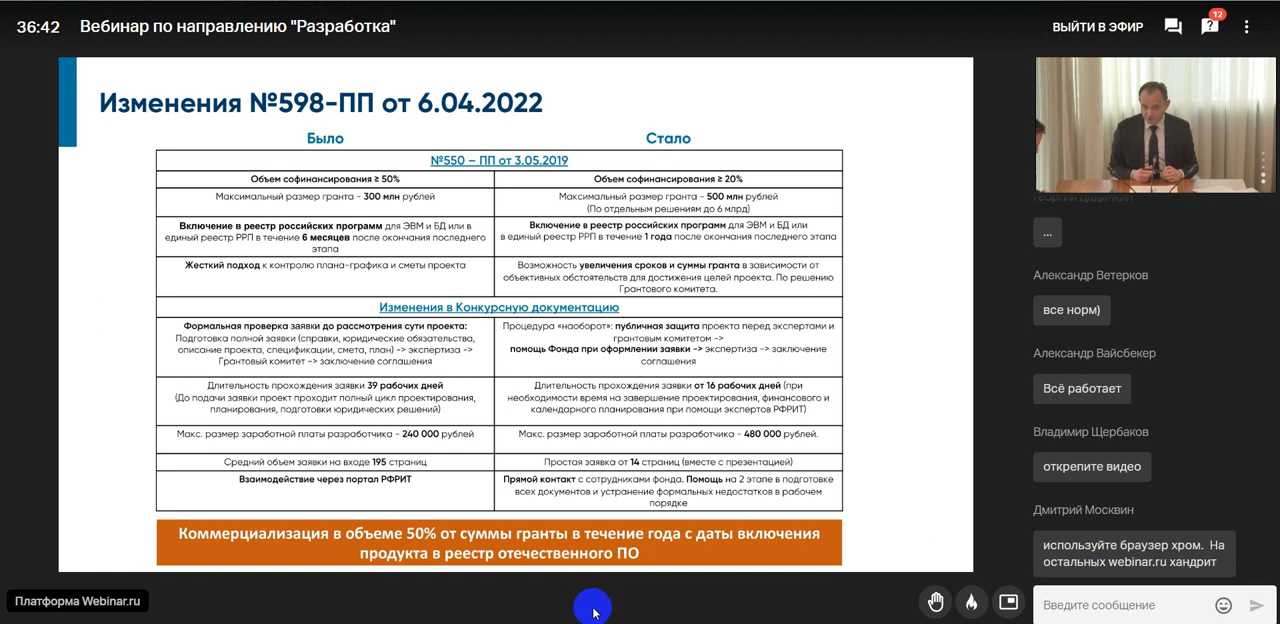 36:42 Вебинар по направлению "Разработка"
ВЫЙТИ В ЭФИР
12
Изменения №598-ПП от 6.04.2022
Было
Стало
№550 – ПП от 3.05.2019
Объем софинансирования ≥ 50%
Объем софинансирования ≥ 20%
Максимальный размер гранта - 300 млн рублей
Максимальный размер гранта - 500 млн рублей
(По отдельным решениям до 6 млрд)
Включение в реестр российских программ для ЭВМ и БД или в
единый реестр РРП в течение 6 месяцев после окончания последнего
этапа
Включение в реестр российских программ для ЭВМ и БД или
в единый реестр РРП в течение 1 года после окончания последнего этапа
Жесткий подход к контролю плана-графика и сметы проекта
Возможность увеличения сроков и суммы гранта в зависимости от
объективных обстоятельств для достижения целей проекта. По решению
Грантового комитета.
Изменения в Конкурсную документацию
Формальная проверка заявки до рассмотрения сути проекта:
Подготовка полной заявки (справки, юридические обязательства,
описание проекта, спецификации, смета, план) -> экспертиза ->
Грантовый комитет -> заключение соглашения
Процедура «наоборот»: публичная защита проекта перед экспертами и
грантовым комитетом ->
помощь Фонда при оформлении заявки -> экспертиза -> заключение
соглашения
Длительность прохождения заявки 39 рабочих дней
(До подачи заявки проект проходит полный цикл проектирования,
планирования, подготовки юридических решений)
Длительность прохождения заявки от 16 рабочих дней (при
необходимости время на завершение проектирования, финансового и
календарного планирования при помощи экспертов РФРИТ)
Макс. размер заработной платы разработчика - 240 000 рублей
Макс. размер заработной платы разработчика - 480 000 рублей.
Средний объем заявки на входе 195 страниц
Простая заявка от 14 страниц (вместе с презентацией)
Взаимодействие через портал РФРИТ
Прямой контакт с сотрудниками фонда. Помощь на 2 этапе в подготовке
всех документов и устранение формальных недостатков в рабочем
порядке
Коммерциализация в объеме 50% от суммы гранты в течение года с даты включения
продукта в реестр отечественного ПО
Платформа Webinar.ru
...
Александр Ветерков
все норм)
Александр Вайсбекер
Всё работает
Владимир Щербаков
открепите видео
Дмитрий Москвин
используйте браузер хром. На
остальных webinar.ru хандрит
Введите сообщение